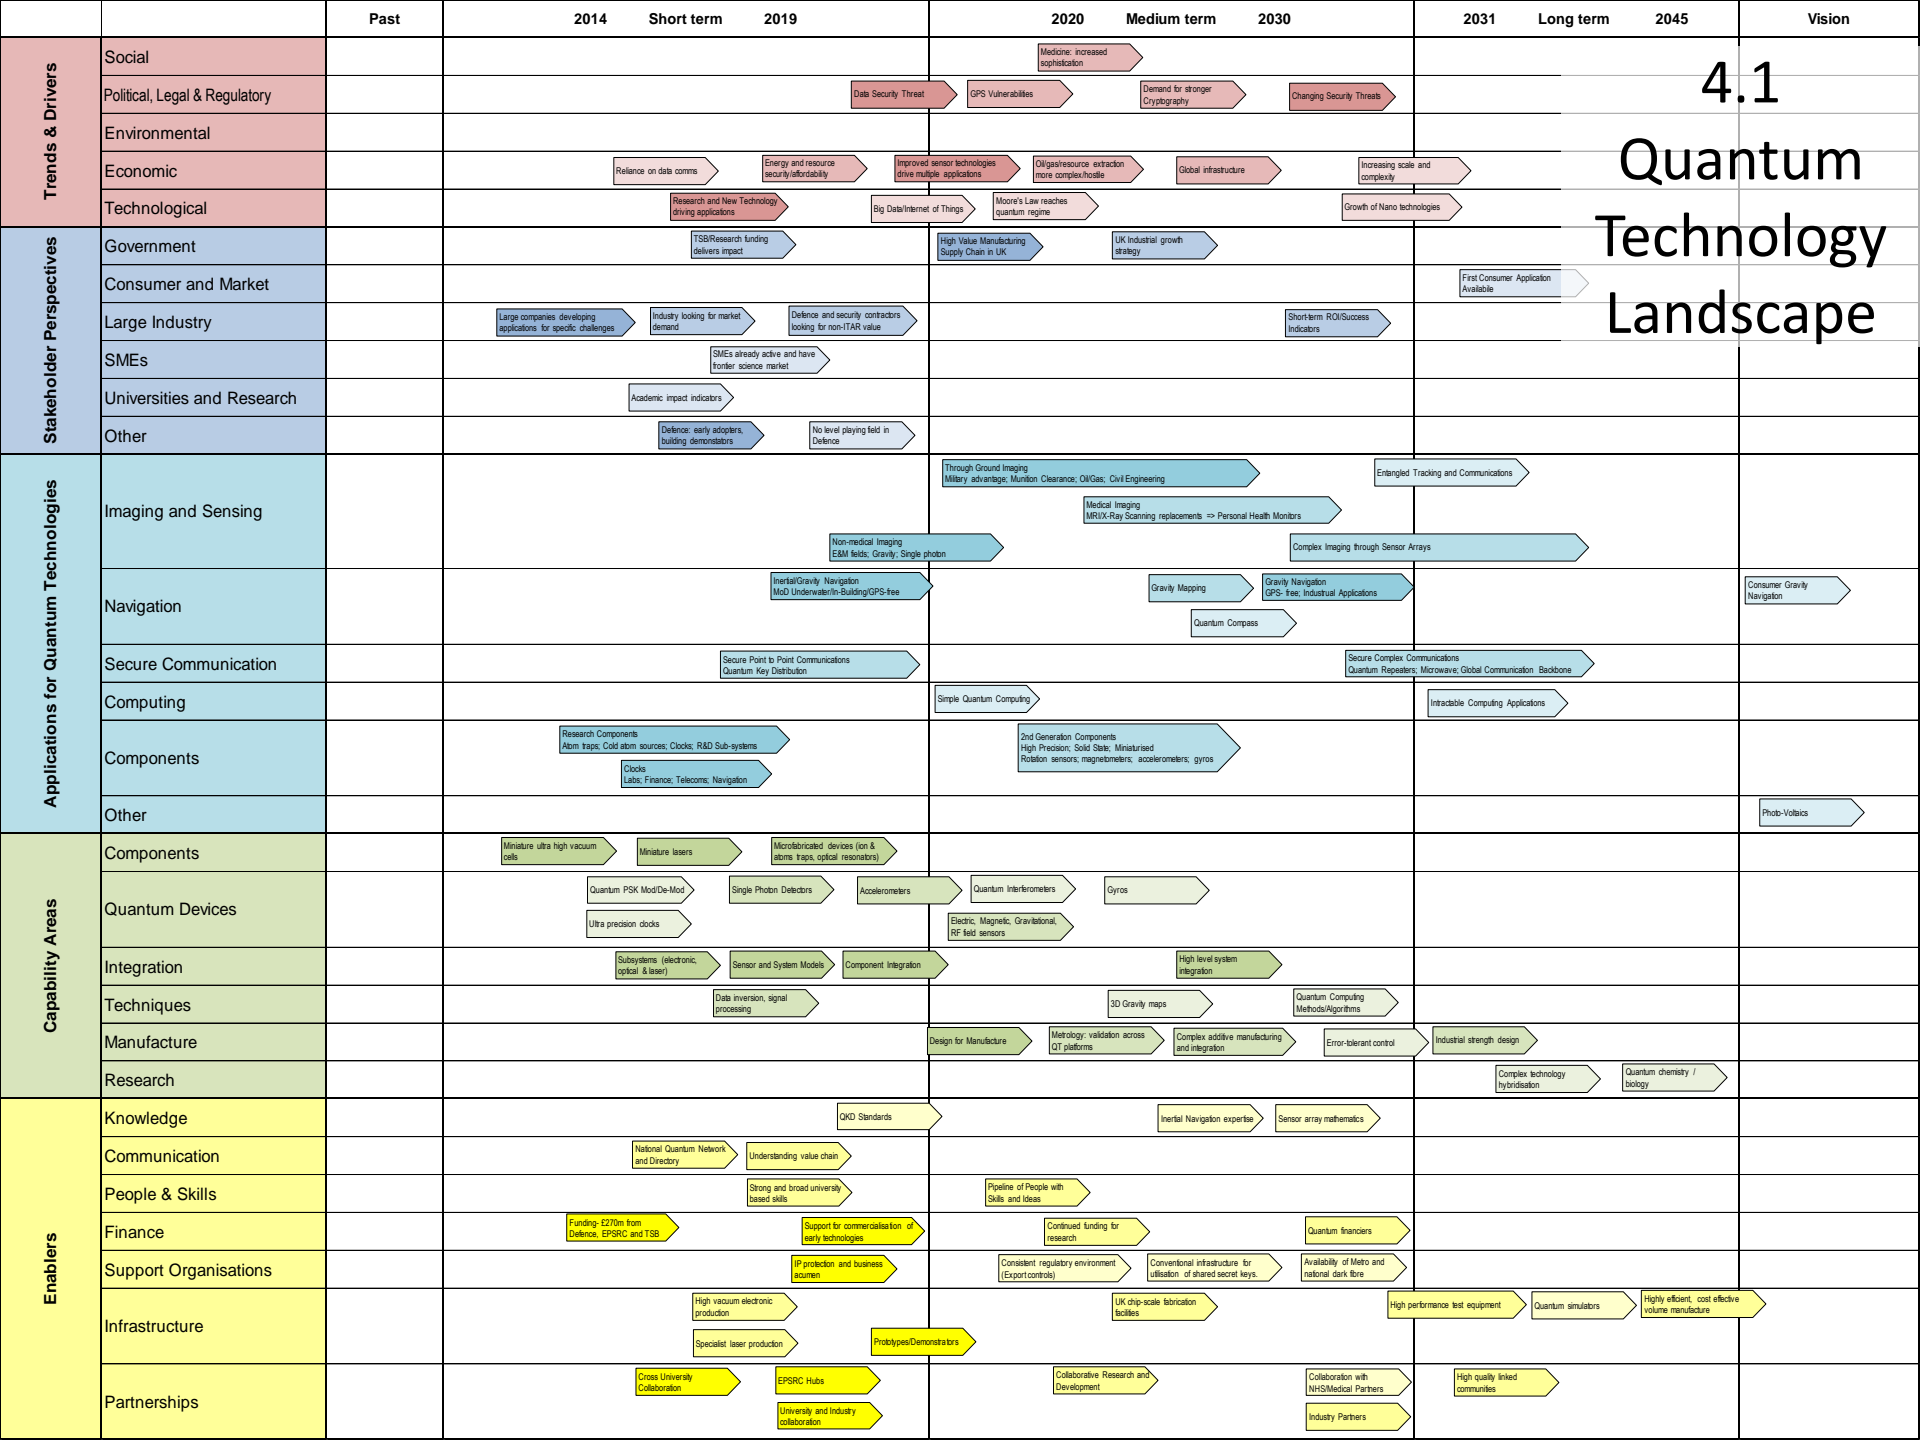 Past
2014 Short term 2019
2020 Medium term 2030
2031 Long term 2045
Vision
4.1
Quantum
Technology
Landscape
Trends & Drivers
Social
Medicine: increased
sophistication
Political, Legal & Regulatory
Data Security Threat
GPS Vulnerabilities
Demand for stronger
Cryptography
Changing Security Threats
Environmental
Economic
Reliance on data comms
Energy and resource
security/affordability
Improved sensor technologies
drive multiple applications
Oil/gas/resource extraction
more complex/hostle
Global infrastructure
Increasing scale and
complexity
Technological
Research and New Technology
driving applications
Big Data/Internet of Things
Moore's Law reaches
quantum regime
Growth of Nano technologies
Stakeholder Perspectives
Government
TSB/Research funding
delivers impact
High Value Manufacturing
Supply Chain in UK
UK Industrial growth
strategy
Consumer and Market
First Consumer Application
Availabile
Large Industry
Large companies developing
applications for specific challenges
Industry looking for market
demand
Defence and security contractors
looking for non-ITAR value
Short-term ROI/Success
Indicators
SMEs
SMEs already active and have
frontier science market
Universities and Research
Academic impact indicators
Other
Defence: early adopters,
building demonstators
No level playing field in
Defence
Applications for Quantum Technologies
Imaging and Sensing
Through Ground Imaging
Military advantage; Munition Clearance; Oil/Gas; Civil Engineering
Entangled Tracking and Communications
Medical Imaging
MRI/X-Ray Scanning replacements => Personal Health Monitors
Non-medical Imaging
E&M fields; Gravity; Single photon
Complex Imaging through Sensor Arrays
Navigation
Inertial/Gravity Navigation
MoD Underwater/In-Building/GPS-free
Gravity Mapping
Gravity Navigation
GPS- free; Industrual Applications
Consumer Gravity
Navigation
Quantum Compass
Secure Communication
Secure Point to Point Communications
Quantum Key Distribution
Secure Complex Communications
Quantum Repeaters; Microwave; Global Communication Backbone
Computing
Simple Quantum Computing
Intractable Computing Applications
Components
Research Components
Atom traps; Cold atom sources; Clocks; R&D Sub-systems
Clocks
Labs; Finance; Telecoms; Navigation
2nd Generation Components
High Precision; Solid State; Miniaturised
Rotation sensors; magnetometers; accelerometers; gyros
Other
Photo-Voltaics
Capability Areas
Components
Miniature ultra high vacuum
cells
Miniature lasers
Microfabricated devices (ion &
atoms traps, optical resonators)
Quantum Devices
Quantum PSK Mod/De-Mod
Single Photon Detectors
Accelerometers
Quantum Interferometers
Gyros
Ultra precision clocks
Electric, Magnetic, Gravitational,
RF field sensors
Integration
Subsystems (electronic,
optical & laser)
Sensor and System Models
Component Integration
High level system
integration
Techniques
Data inversion, signal
processing
3D Gravity maps
Quantum Computing
Methods/Algorithms
Manufacture
Design for Manufacture
Metrology: validation across
QT platforms
Complex additive manufacturing
and integration
Error-tolerant control
Industrial strength design
Research
Complex technology
hybridisation
Quantum chemistry /
biology
Enablers
Knowledge
QKD Standards
Inertial Navigation expertise
Sensor array mathematics
Communication
National Quantum Network
and Directory
Understanding value chain
People & Skills
Strong and broad university
based skills
Pipeline of People with
Skills and Ideas
Finance
Funding- £270m from
Defence, EPSRC and TSB
Support for commercialisation of
early technologies
Continued funding for
research
Quantum financiers
Support Organisations
IP protection and business
acumen
Consistent regulatory environment
(Export controls)
Conventional infrastructure for
utilisation of shared secret keys.
Availability of Metro and
national dark fibre
Infrastructure
High vacuum electronic
production
UK chip-scale fabrication
facilities
High performance test equipment
Quantum simulators
Highly efficient, cost effective
volume manufacture
Specialist laser production
Prototypes/Demonstrators
Partnerships
Cross University
Collaboration
EPSRC Hubs
Collaborative Research and
Development
Collaboration with
NHS/Medical Partners
High quality linked
communities
University and Industry
collaboration
Industry Partners